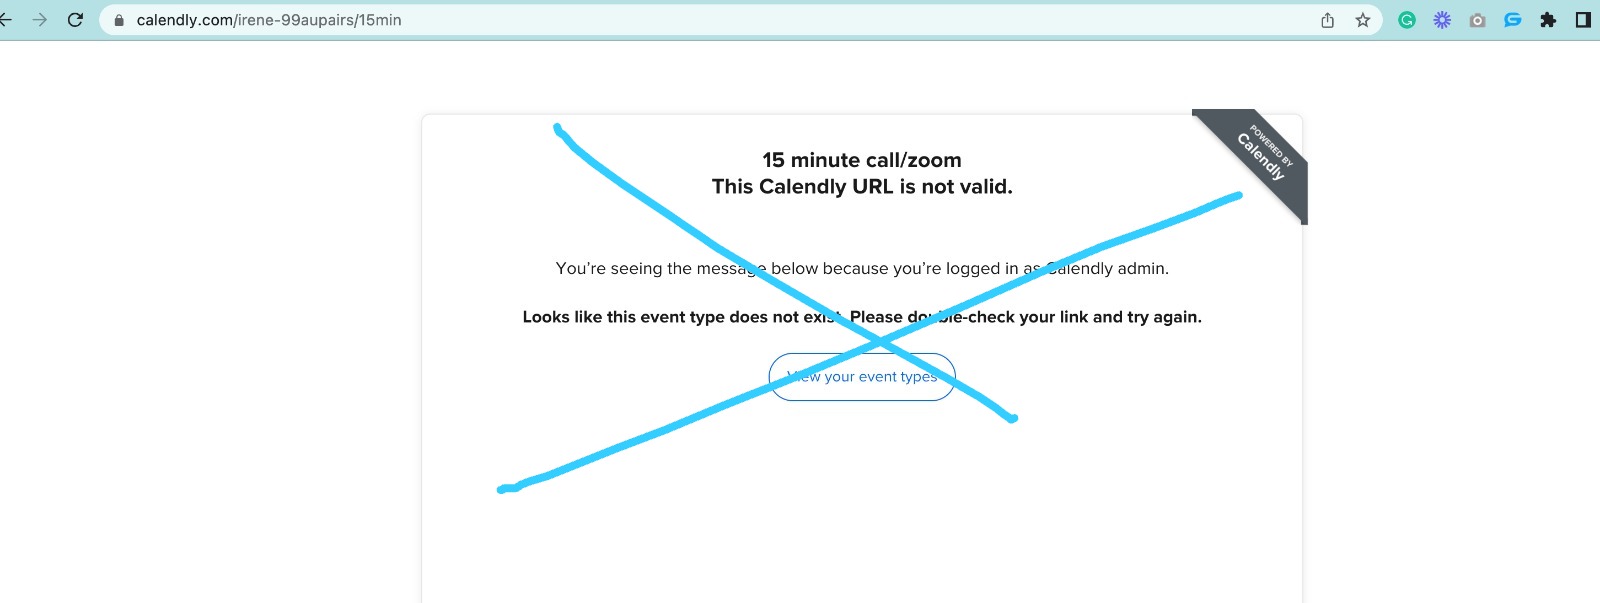 calendly.com/irene-99aupairs/15min
POWERED BY
Calendly
15 minute call/zoom
This Calendly URL is not valid.
You're seeing the message below because you're logged in as Calendly admin.
Looks like this event type does not exist. Please double-check your link and try again.
View your event types